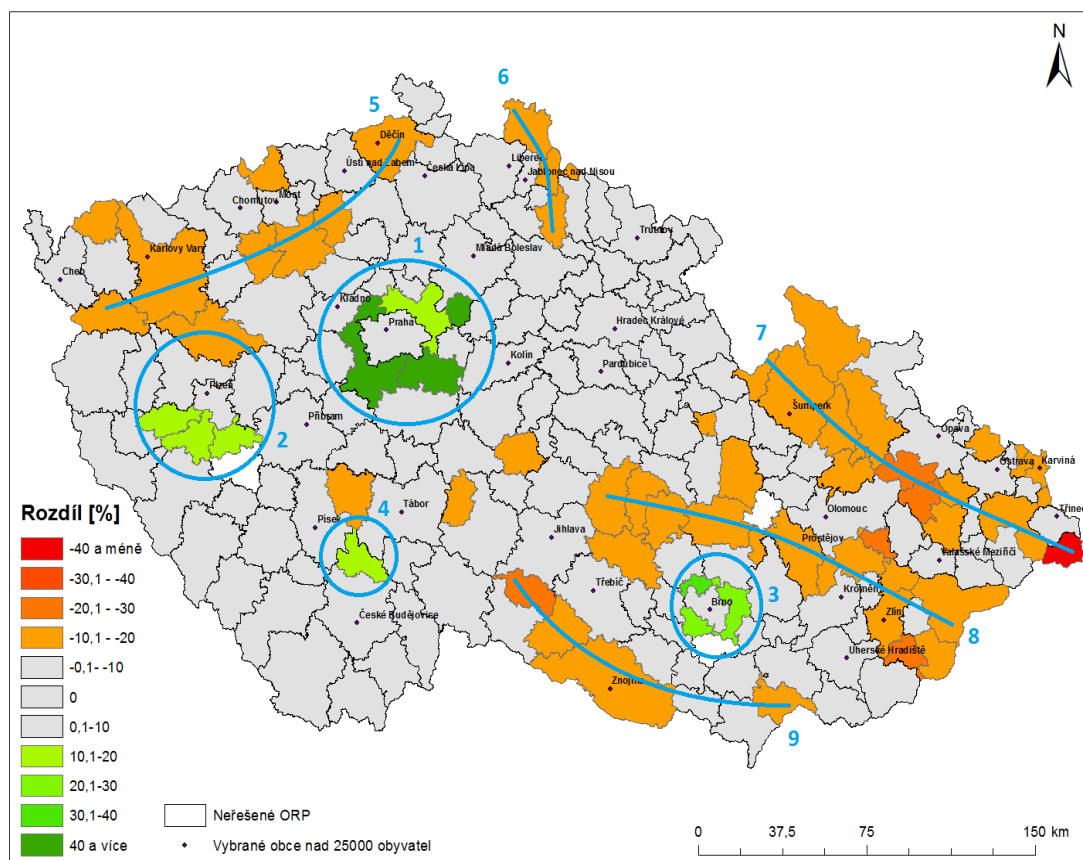 N
6
5
Děčín
Ústí nad Labem
Česká Lípa
Liberec
Jablonec nad Nisou
Chomutov
Most
Trutnov
1
Karlovy Vary
Mladá Boleslav
Cheb
Kladno
Praha
Hradec Králové
7
Kolín
Pardubice
Plzeň
Šumperk
Příbram
2
Opava
Ostrava
Karviná
Rozdíl [%]
4
Tábor
Písek
Olomouc
Třinec
Jihlava
Prostějov
Valašské Meziříčí
-40 a méně
-30,1 - -40
-20,1 - -30
-10,1 - -20
-0,1- -10
0
0,1-10
10,1-20
20,1-30
30,1-40
40 a více
Třebíč
3
Brno
Kroměříž
Zlín
8
České Budějovice
Uherské Hradiště
Znojmo
9
Neřešené ORP
Vybrané obce nad 25000 obyvatel
0
37,5
75
150 km